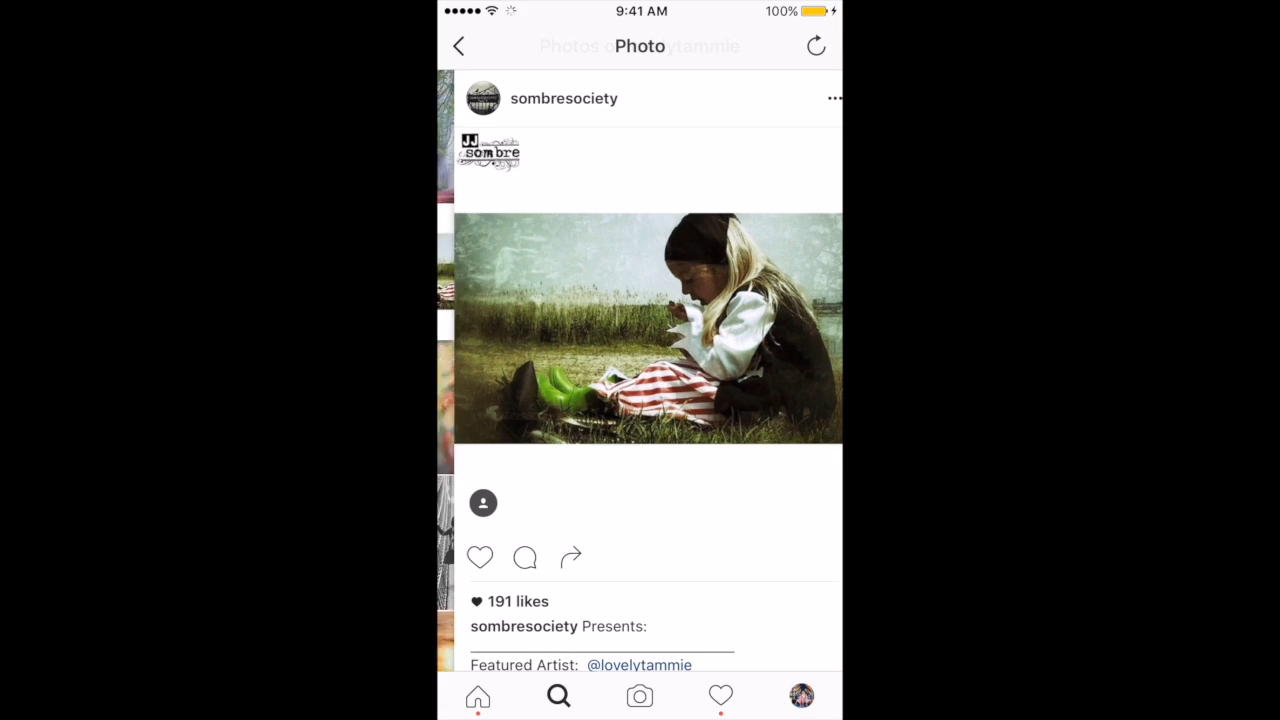 9:41 AM
100%
Photo
sombresociety
JJ
sombre
191 likes
sombresociety Presents:
Featured Artist: @lovelytammie